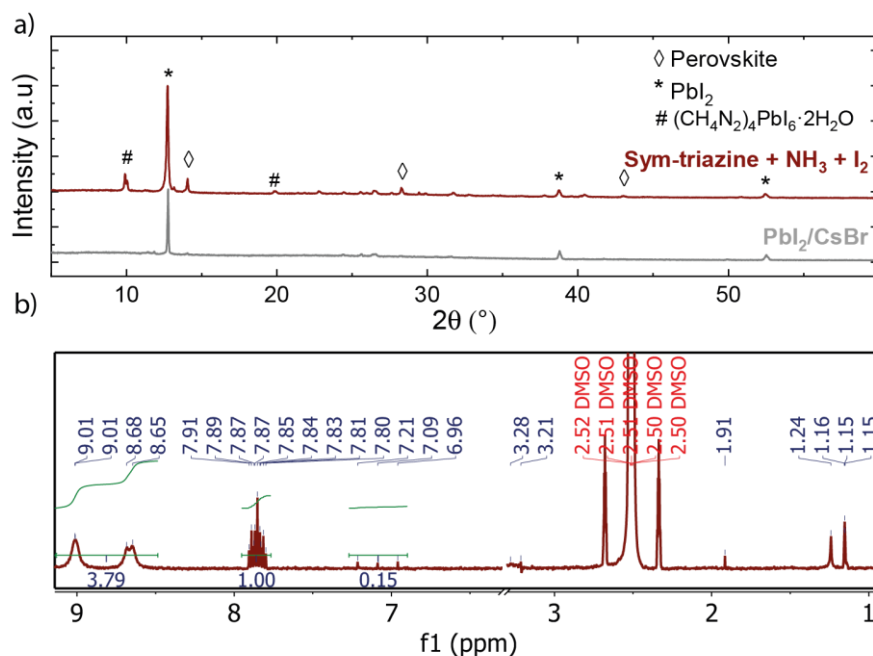 a)
Intensity (a.u)
◊ Perovskite
* PbI₂
# (CH₄N₂)₄PbI₆·2H₂O
Sym-triazine + NH₃ + I₂
PbI₂/CsBr
# * ◊ # ◊ * ◊ *
10 20 30 40 50
2θ (°)
b)
9.01
9.01
8.68
8.65
7.91
7.89
7.87
7.87
7.85
7.84
7.83
7.81
7.80
7.21
7.09
6.96
3.28
3.21
2.52 DMSO
2.51 DMSO
2.51 DMSO
2.50 DMSO
2.50 DMSO
1.91
1.24
1.16
1.15
1.15
3.79 1.00 0.15
9 8 7 3 2 1
f1 (ppm)